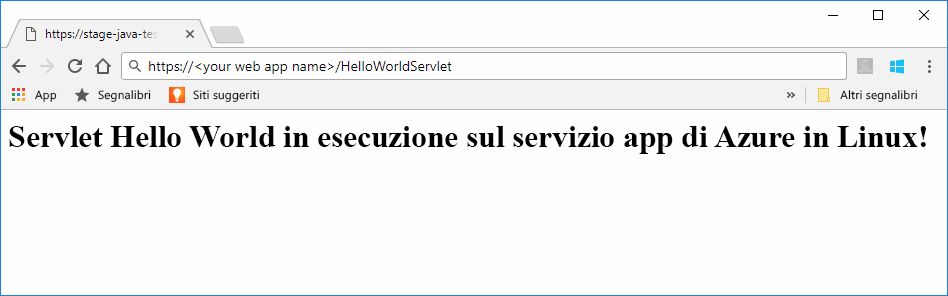 https://stage-java-tes
https://<your web app name>/HelloWorldServlet
App Segnalibri Siti suggeriti » Altri segnalibri
Servlet Hello World in esecuzione sul servizio app di Azure in Linux!